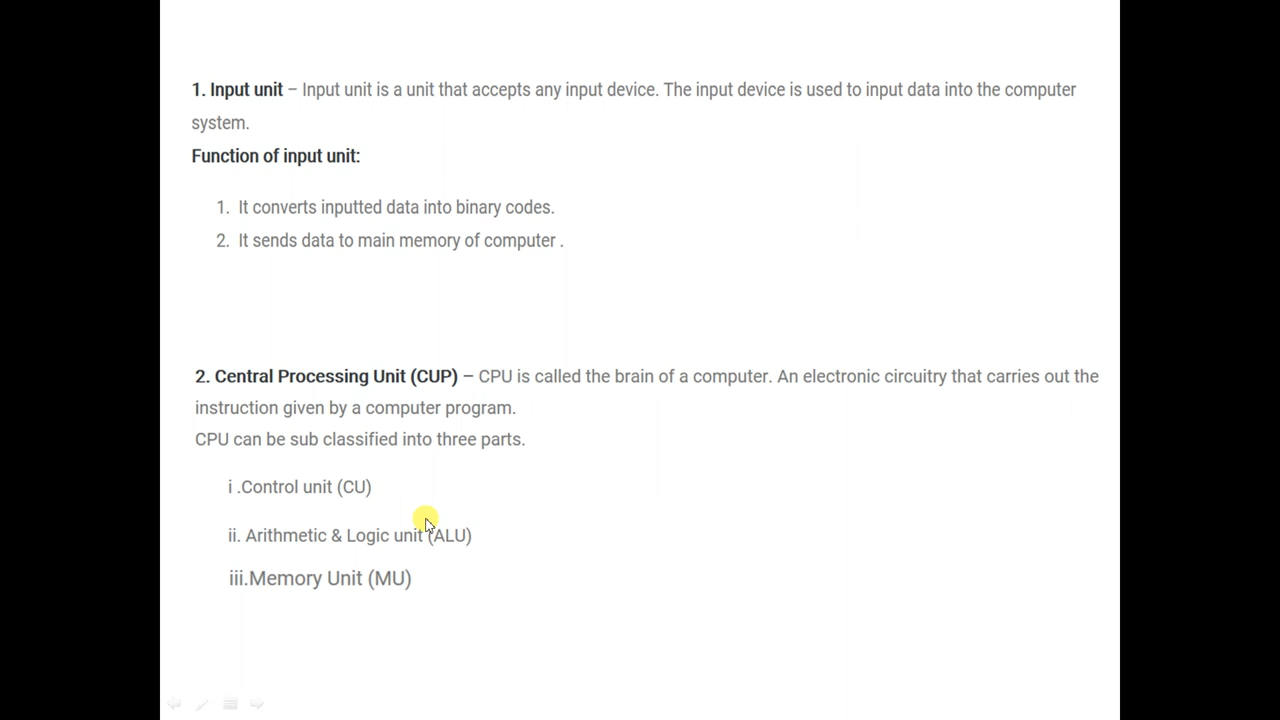 1. Input unit – Input unit is a unit that accepts any input device. The input device is used to input data into the computer
system.
Function of input unit:
1. It converts inputted data into binary codes.
2. It sends data to main memory of computer .
2. Central Processing Unit (CUP) – CPU is called the brain of a computer. An electronic circuitry that carries out the
instruction given by a computer program.
CPU can be sub classified into three parts.
i .Control unit (CU)
ii. Arithmetic & Logic unit (ALU)
iii.Memory Unit (MU)